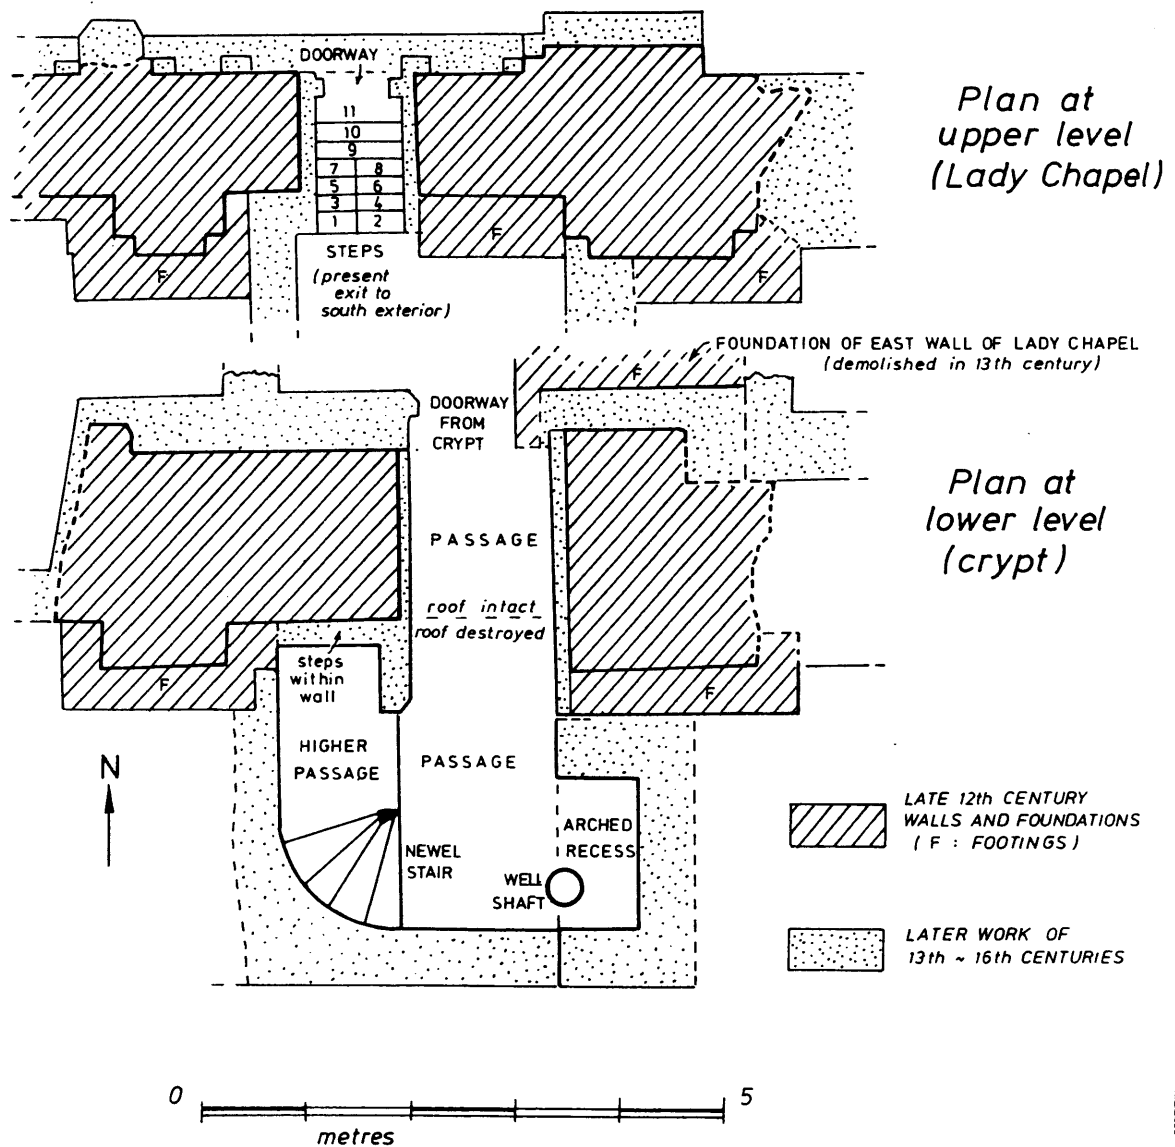 DOORWAY
11
10
9
7 8
5 6
3 4
1 2
F
F
F
STEPS
(present
exit to
south exterior)
Plan at
upper level
(Lady Chapel)
FOUNDATION OF EAST WALL OF LADY CHAPEL
(demolished in 13th century)
F
DOORWAY
FROM
CRYPT
PASSAGE
roof intact
roof destroyed
steps
within
wall
F
F
Plan at
lower level
(crypt)
N
HIGHER
PASSAGE
PASSAGE
NEWEL
STAIR
ARCHED
RECESS
WELL
SHAFT
LATE 12th CENTURY
WALLS AND FOUNDATIONS
(F : FOOTINGS)
LATER WORK OF
13th ~ 16th CENTURIES
0 5
metres